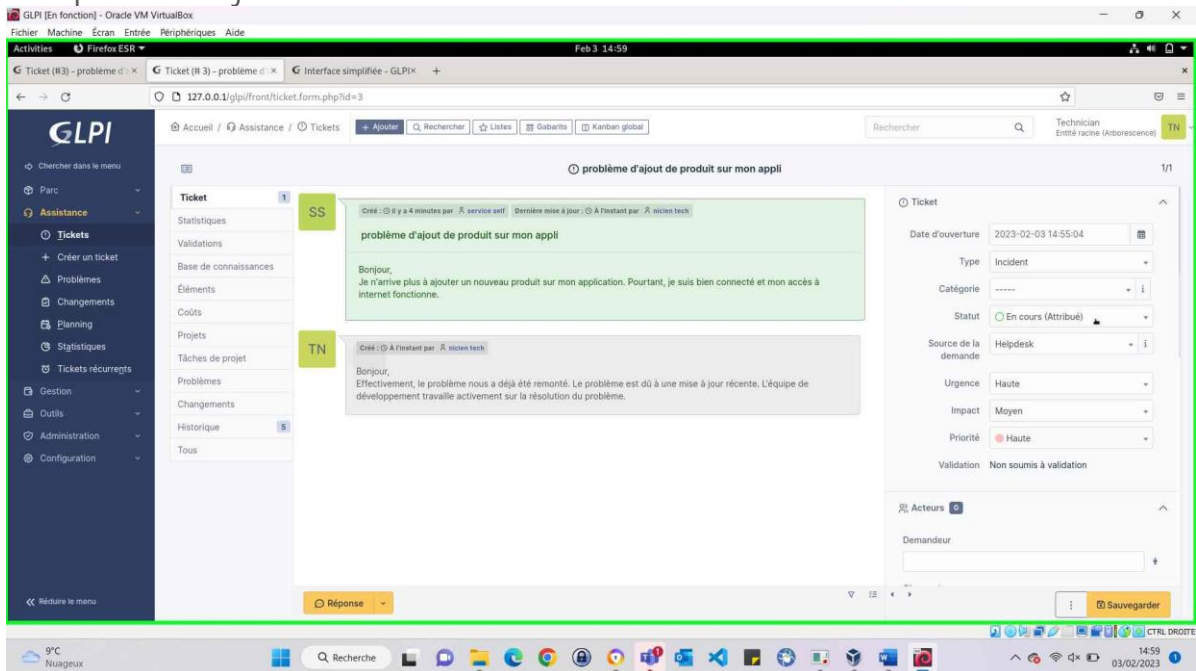 GLPI [En fonction] - Oracle VM VirtualBox
Fichier Machine Écran Entrée Périphériques Aide
Activities Firefox ESR Feb 3 14:59
Ticket (#3) - problème d' Ticket (# 3) - problème d' Interface simplifiée - GLPI +
127.0.0.1/glpi/front/ticket.form.php?id=3
GLPI
Accueil / Assistance / Tickets + Ajouter Rechercher Listes Gabarits Kanban global
Rechercher
Technician
Entité racine (Arborescence)
TN
Chercher dans le menu
Parc
Assistance
Tickets
+ Créer un ticket
Problèmes
Changements
Planning
Statistiques
Tickets récurrents
Gestion
Outils
Administration
Configuration
Réduire le menu
problème d'ajout de produit sur mon appli
1/1
Ticket 1
Statistiques
Validations
Base de connaissances
Éléments
Coûts
Projets
Tâches de projet
Problèmes
Changements
Historique 5
Tous
SS
Créé : il y a 4 minutes par service self Dernière mise à jour : À l'instant par nicien tech
problème d'ajout de produit sur mon appli
Bonjour,
Je n'arrive plus à ajouter un nouveau produit sur mon application. Pourtant, je suis bien connecté et mon accès à
internet fonctionne.
TN
Créé : À l'instant par nicien tech
Bonjour,
Effectivement, le problème nous a déjà été remonté. Le problème est dû à une mise à jour récente. L'équipe de
développement travaille activement sur la résolution du problème.
Ticket
Date d'ouverture 2023-02-03 14:55:04
Type Incident
Catégorie ----- i
Statut En cours (Attribué)
Source de la
demande
Helpdesk i
Urgence Haute
Impact Moyen
Priorité Haute
Validation Non soumis à validation
Acteurs 0
Demandeur
Réponse
Sauvegarder
CTRL DROITE
9°C
Nuageux
Recherche
14:59
03/02/2023